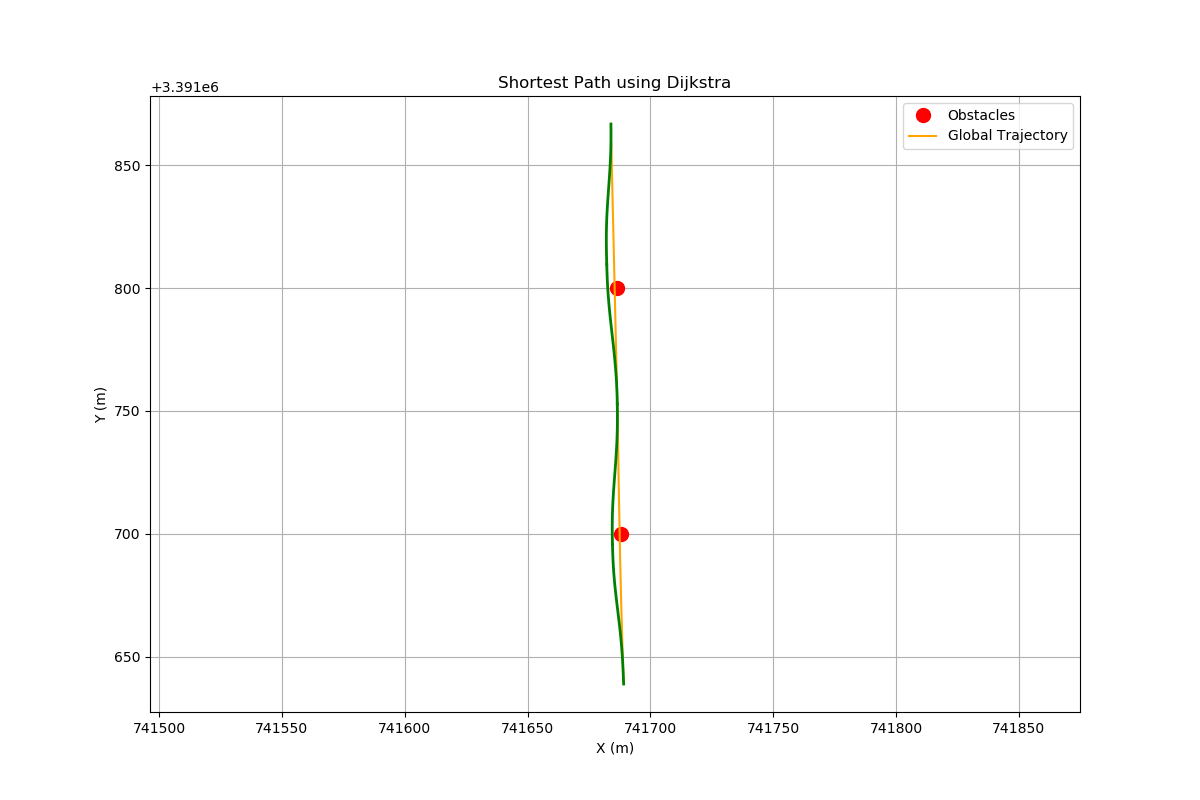 Shortest Path using Dijkstra
+3.391e6
Obstacles
Global Trajectory
850
800
750
700
650
Y (m)
741500
741550
741600
741650
741700
741750
741800
741850
X (m)